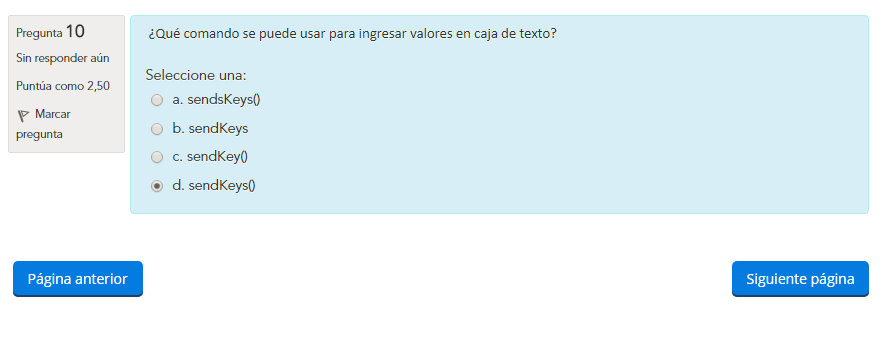 Pregunta 10
Sin responder aún
Puntúa como 2,50
Marcar
pregunta
¿Qué comando se puede usar para ingresar valores en caja de texto?
Seleccione una:
a. sendsKeys()
b. sendKeys
c. sendKey()
d. sendKeys()
Página anterior
Siguiente página